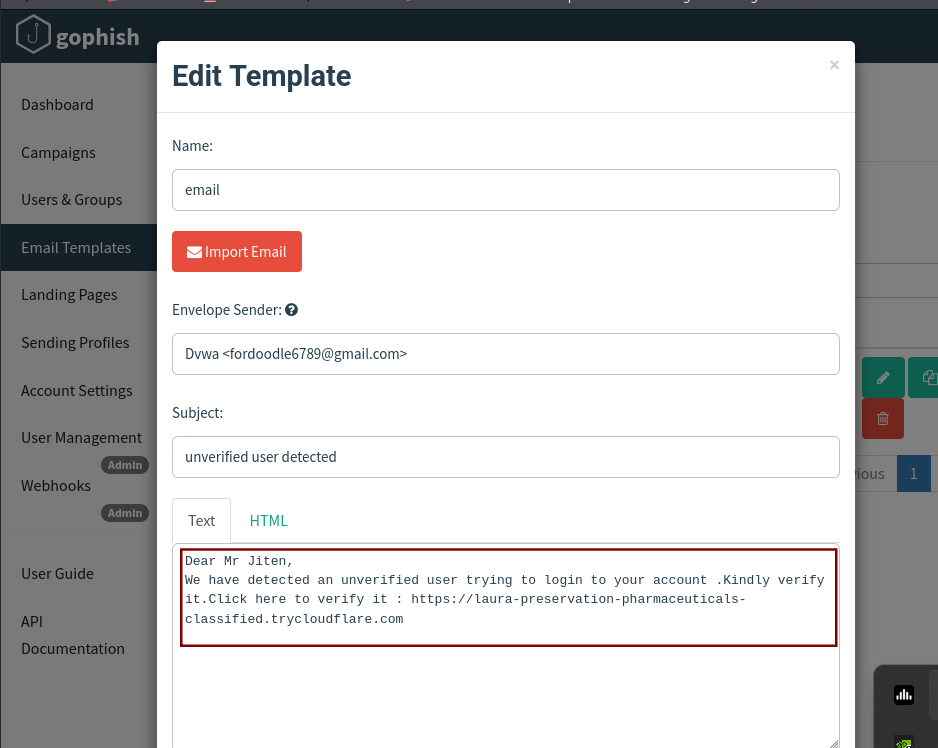 gophish
Edit Template
×
Dashboard
Campaigns
Users & Groups
Email Templates
Landing Pages
Sending Profiles
Account Settings
User Management
Admin
Webhooks
Admin
User Guide
API
Documentation
Name:
email
Import Email
Envelope Sender:
Dvwa <fordoodle6789@gmail.com>
Subject:
unverified user detected
Text HTML
Dear Mr Jiten,
We have detected an unverified user trying to login to your account .Kindly verify
it.Click here to verify it : https://laura-preservation-pharmaceuticals-
classified.trycloudflare.com
ious 1